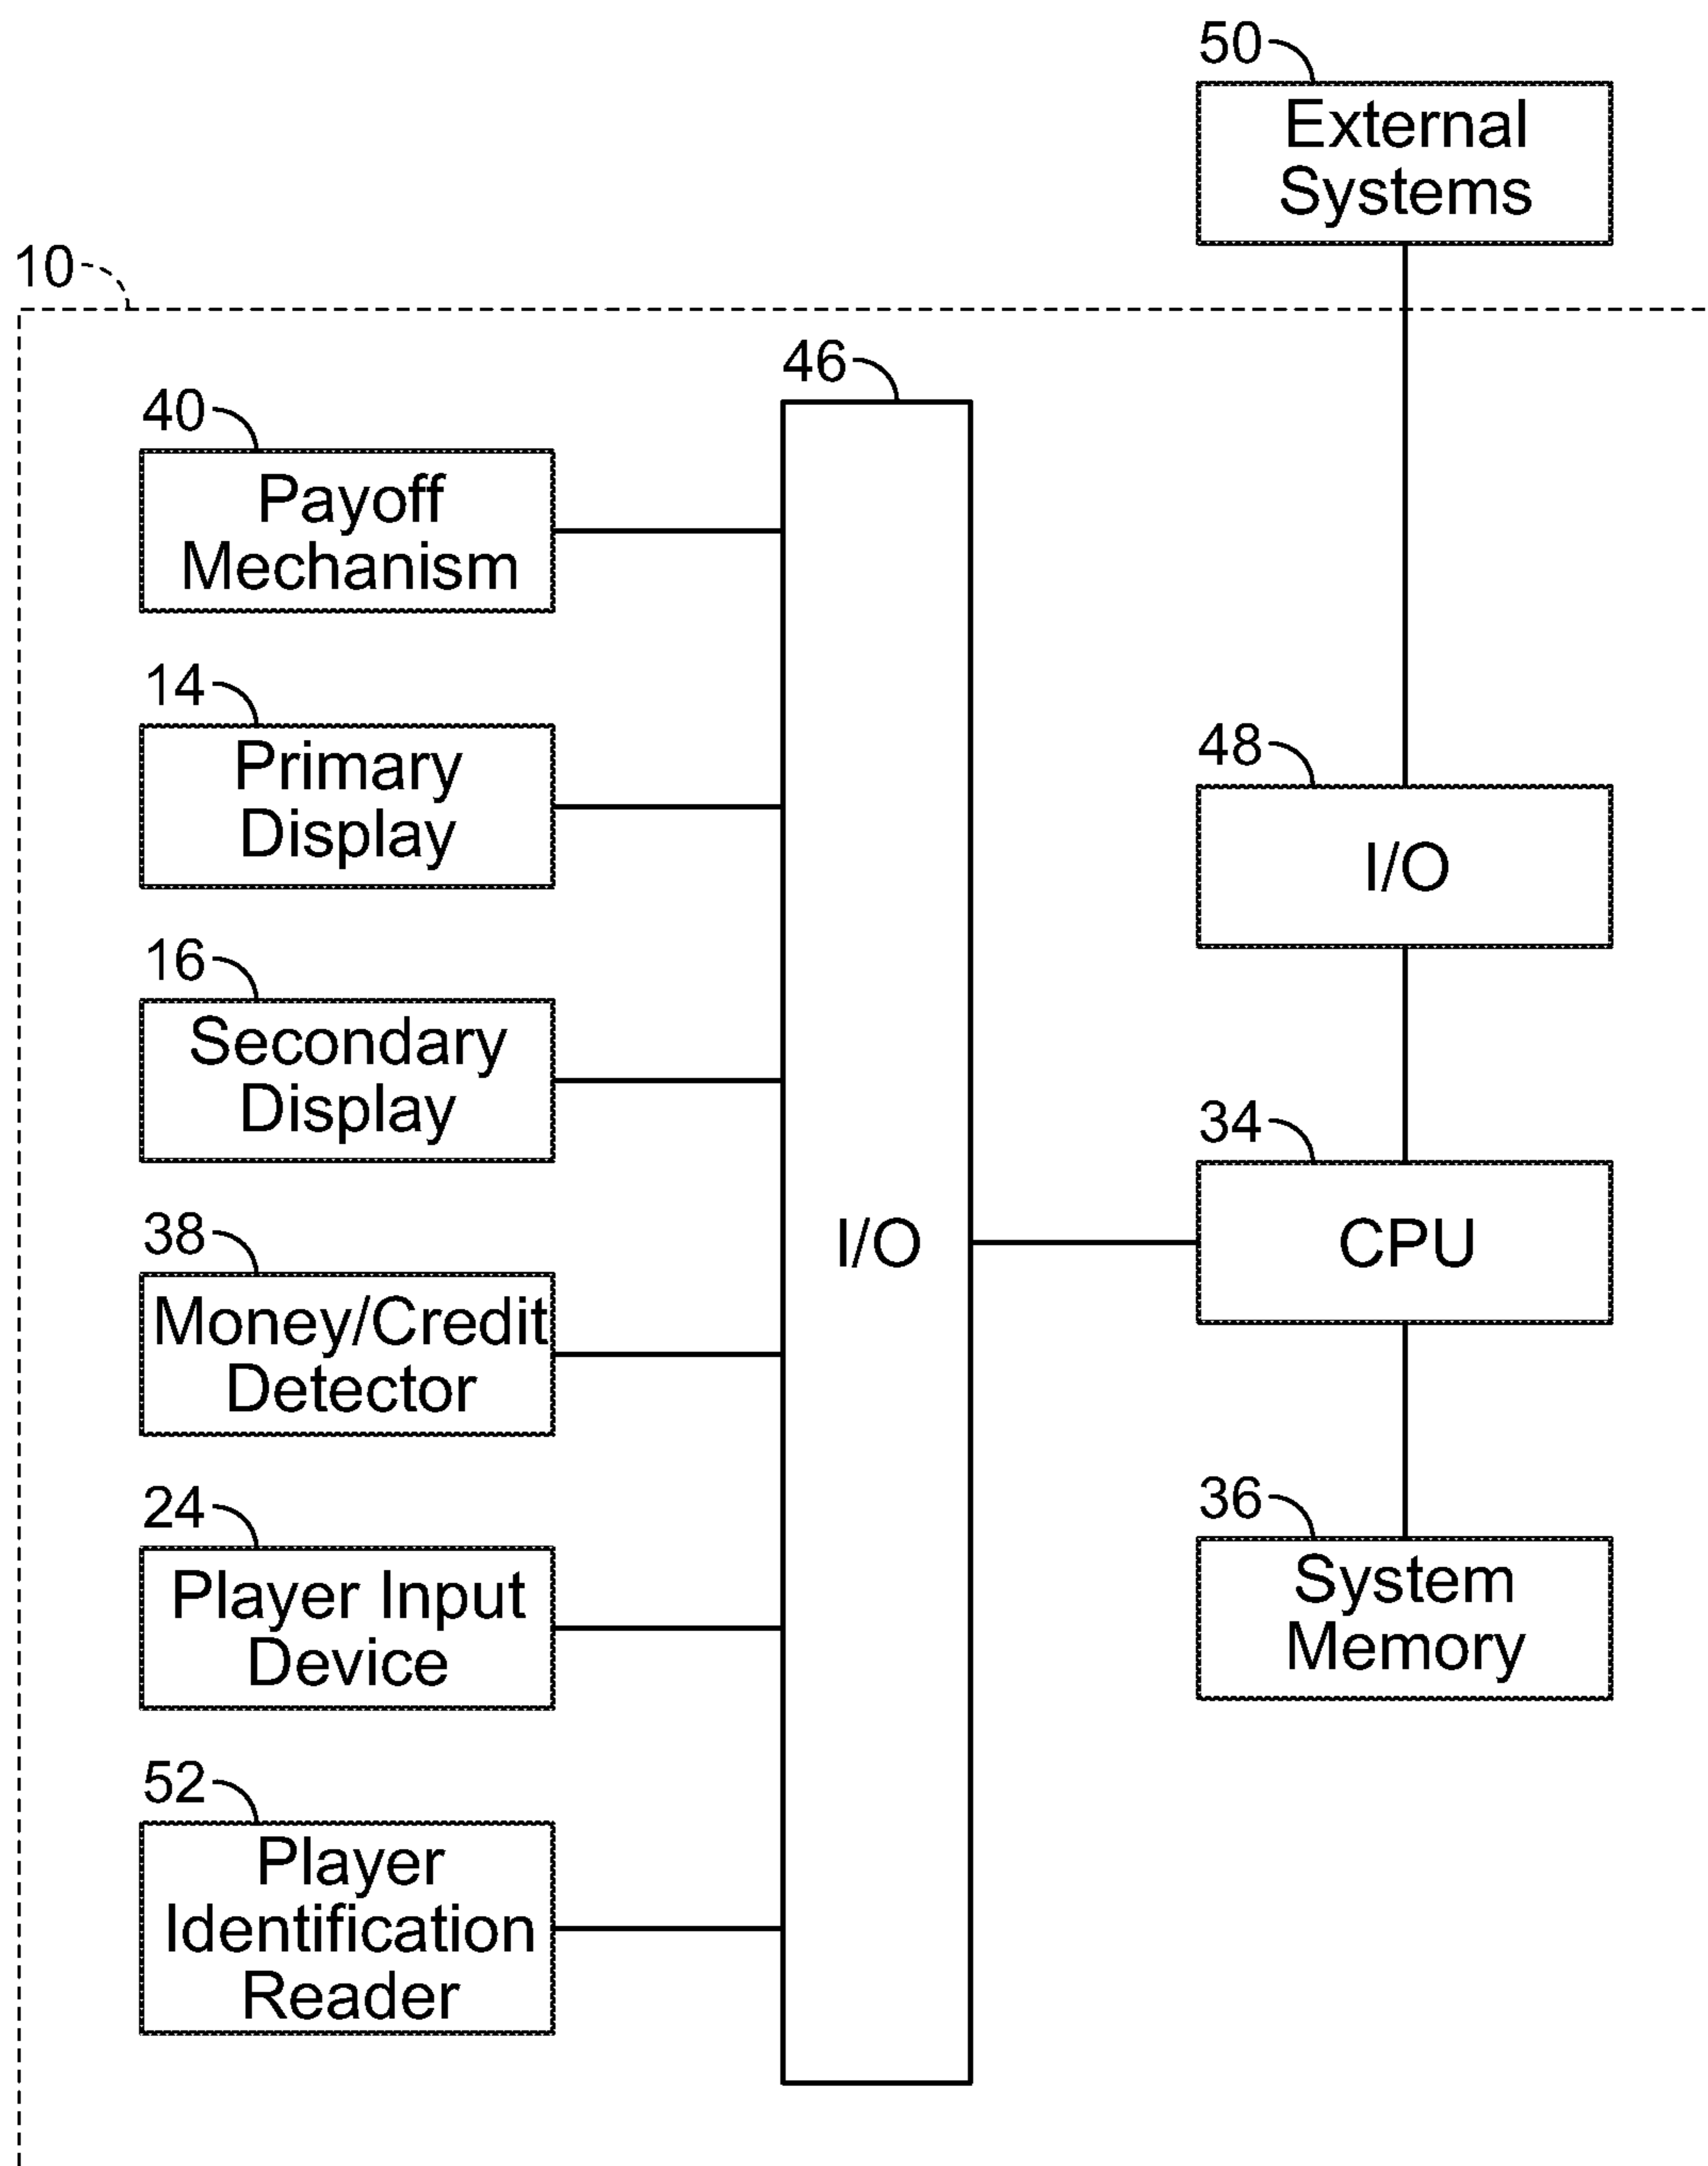 50
External
Systems
10
46
40
Payoff
Mechanism
14
Primary
Display
48
I/O
16
Secondary
Display
34
CPU
I/O
38
Money/Credit
Detector
24
Player Input
Device
36
System
Memory
52
Player
Identification
Reader